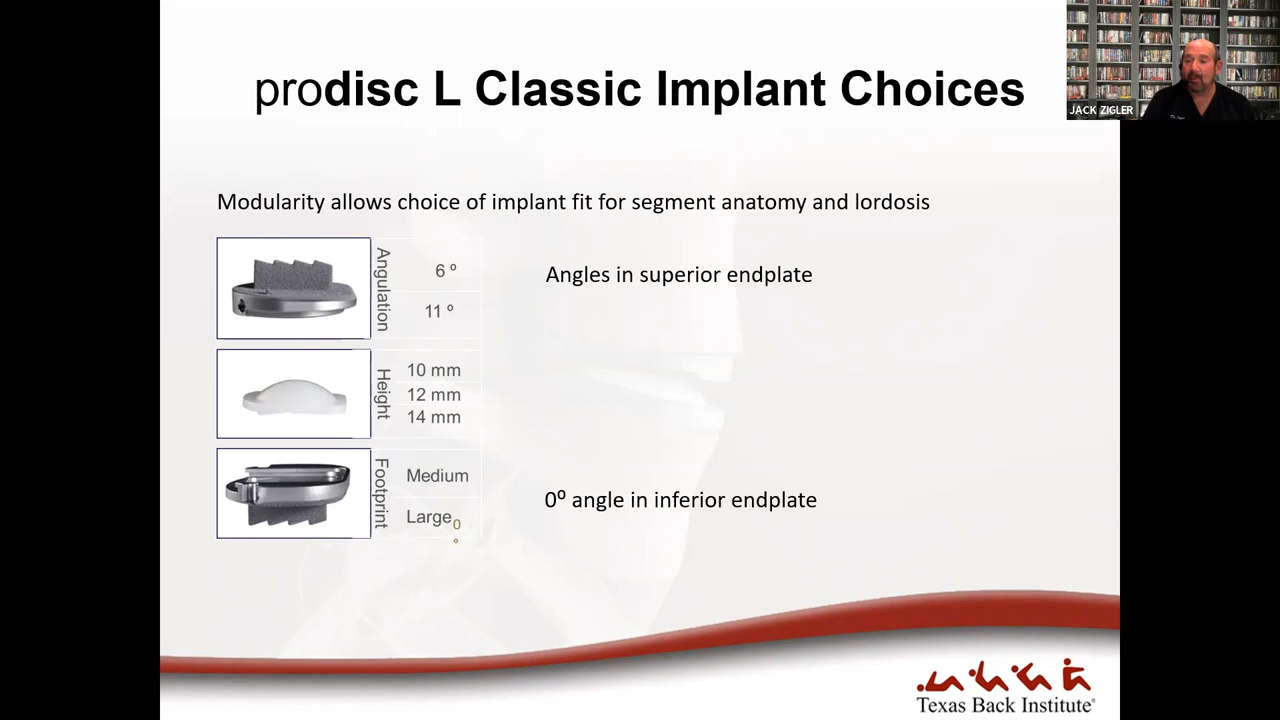 prodisc L Classic Implant Choices
JACK ZIGLER
Modularity allows choice of implant fit for segment anatomy and lordosis
Angulation
6 º
11 º
Angles in superior endplate
Height
10 mm
12 mm
14 mm
Footprint
Medium
Large
0
°
0⁰ angle in inferior endplate
Texas Back Institute®